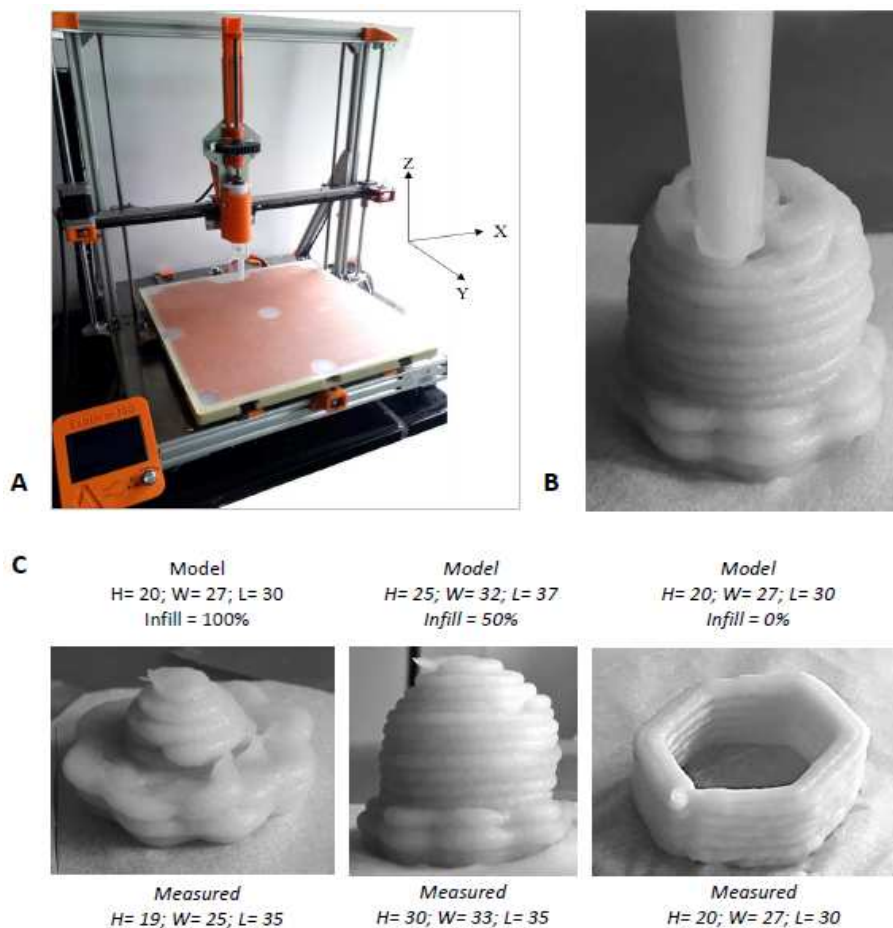 Z
X
Y
A
B
C
Model
H= 20; W= 27; L= 30
Infill = 100%
Model
H= 25; W= 32; L= 37
Infill = 50%
Model
H= 20; W= 27; L= 30
Infill = 0%
Measured
H= 19; W= 25; L= 35
Measured
H= 30; W= 33; L= 35
Measured
H= 20; W= 27; L= 30